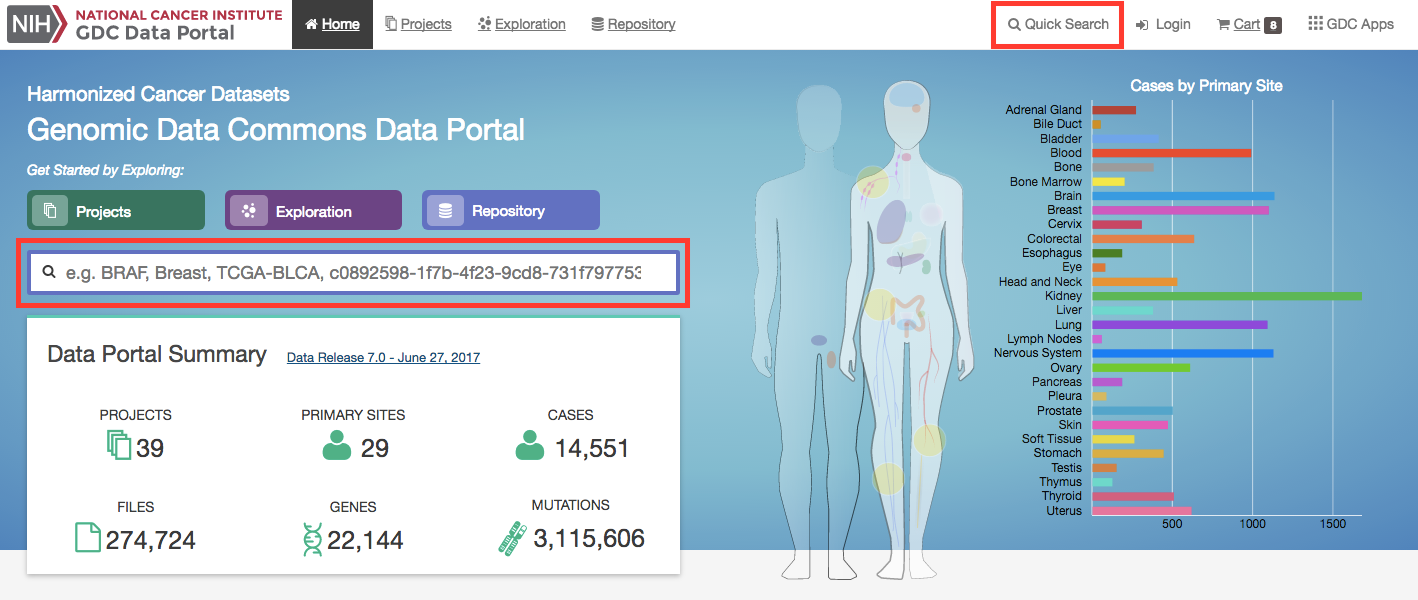 NIH NATIONAL CANCER INSTITUTE
GDC Data Portal
Home
Projects
Exploration
Repository
Quick Search
Login
Cart 8
GDC Apps
Harmonized Cancer Datasets
Genomic Data Commons Data Portal
Get Started by Exploring:
Projects
Exploration
Repository
e.g. BRAF, Breast, TCGA-BLCA, c0892598-1f7b-4f23-9cd8-731f797753
Data Portal Summary
Data Release 7.0 - June 27, 2017
PROJECTS
39
PRIMARY SITES
29
CASES
14,551
FILES
274,724
GENES
22,144
MUTATIONS
3,115,606
Cases by Primary Site
Adrenal Gland
Bile Duct
Bladder
Blood
Bone
Bone Marrow
Brain
Breast
Cervix
Colorectal
Esophagus
Eye
Head and Neck
Kidney
Liver
Lung
Lymph Nodes
Nervous System
Ovary
Pancreas
Pleura
Prostate
Skin
Soft Tissue
Stomach
Testis
Thymus
Thyroid
Uterus
500 1000 1500